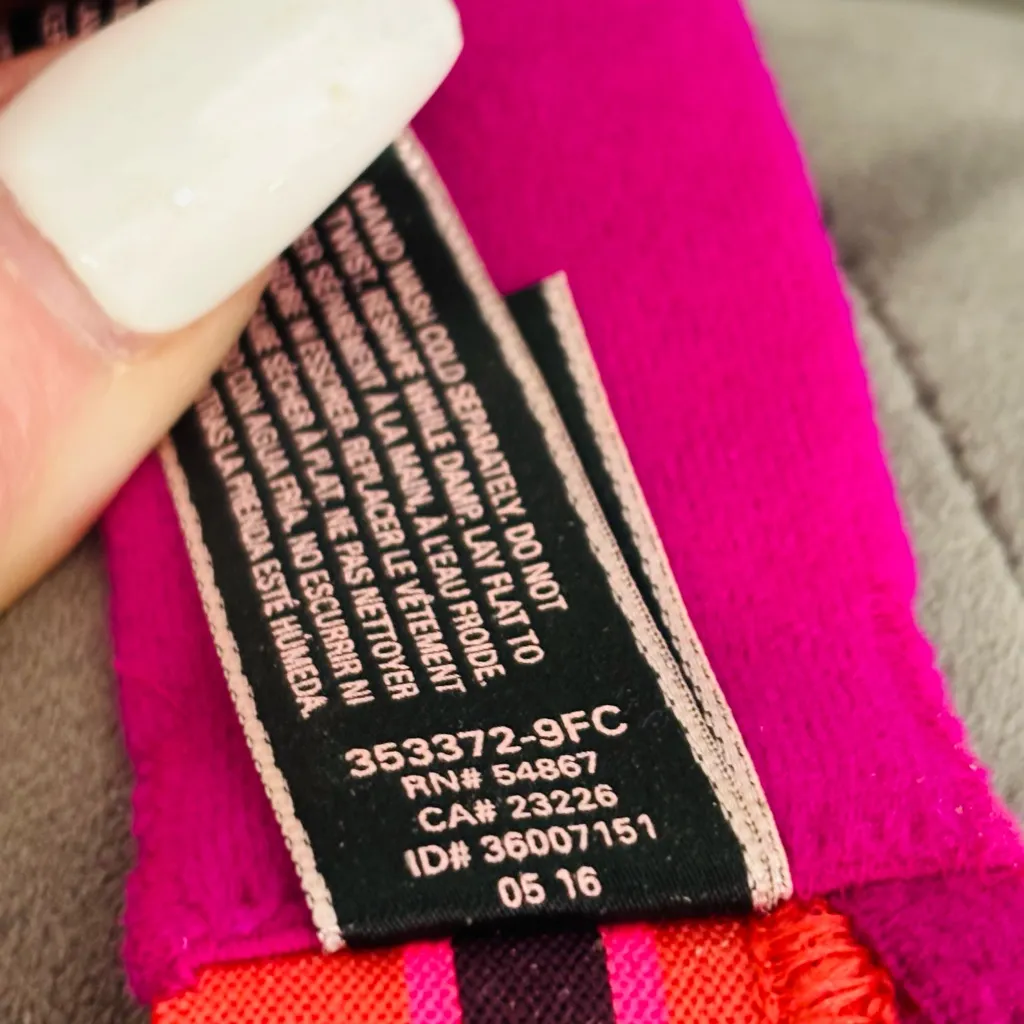 HAND WASH COLD SEPARATELY. DO NOT
TWIST. RESHAPE WHILE DAMP. LAY FLAT TO
SEPARÉMENT À LA MAIN, À L'EAU FROIDE.
NI ESSORER. REPLACER LE VÊTEMENT
SÉCHER À PLAT. NE PAS NETTOYER
CON AGUA FRÍA. NO ESCURRIR NI
LA PRENDA ESTÉ HÚMEDA.
353372-9FC
RN# 54867
CA# 23226
ID# 36007151
05 16